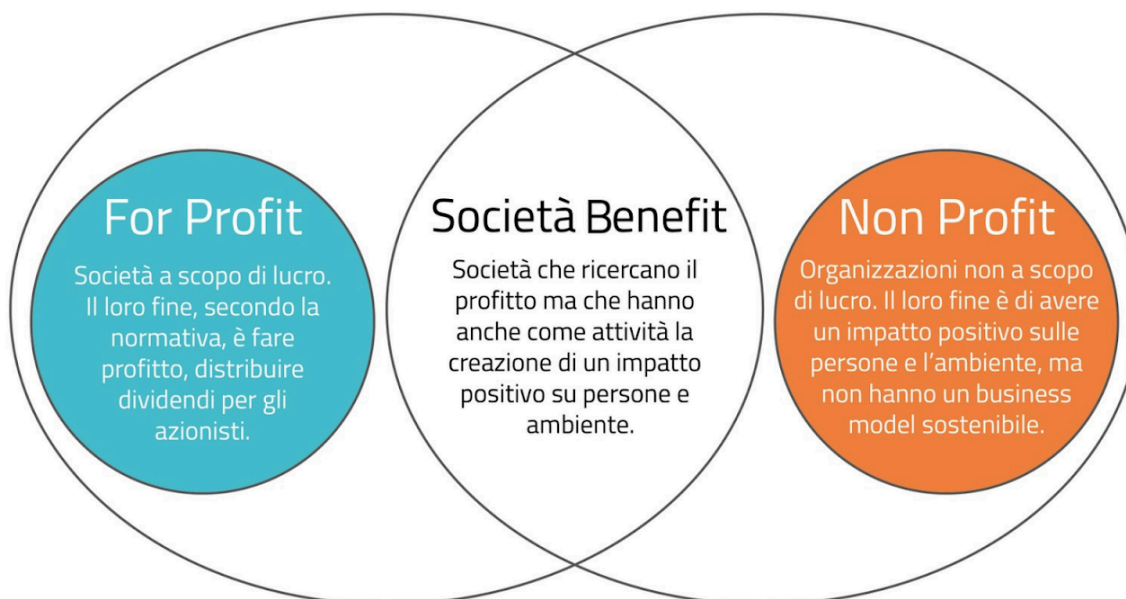 For Profit
Società a scopo di lucro.
Il loro fine, secondo la
normativa, è fare
profitto, distribuire
dividendi per gli
azionisti.
Società Benefit
Società che ricercano il
profitto ma che hanno
anche come attività la
creazione di un impatto
positivo su persone e
ambiente.
Non Profit
Organizzazioni non a scopo
di lucro. Il loro fine è di avere
un impatto positivo sulle
persone e l’ambiente, ma
non hanno un business
model sostenibile.